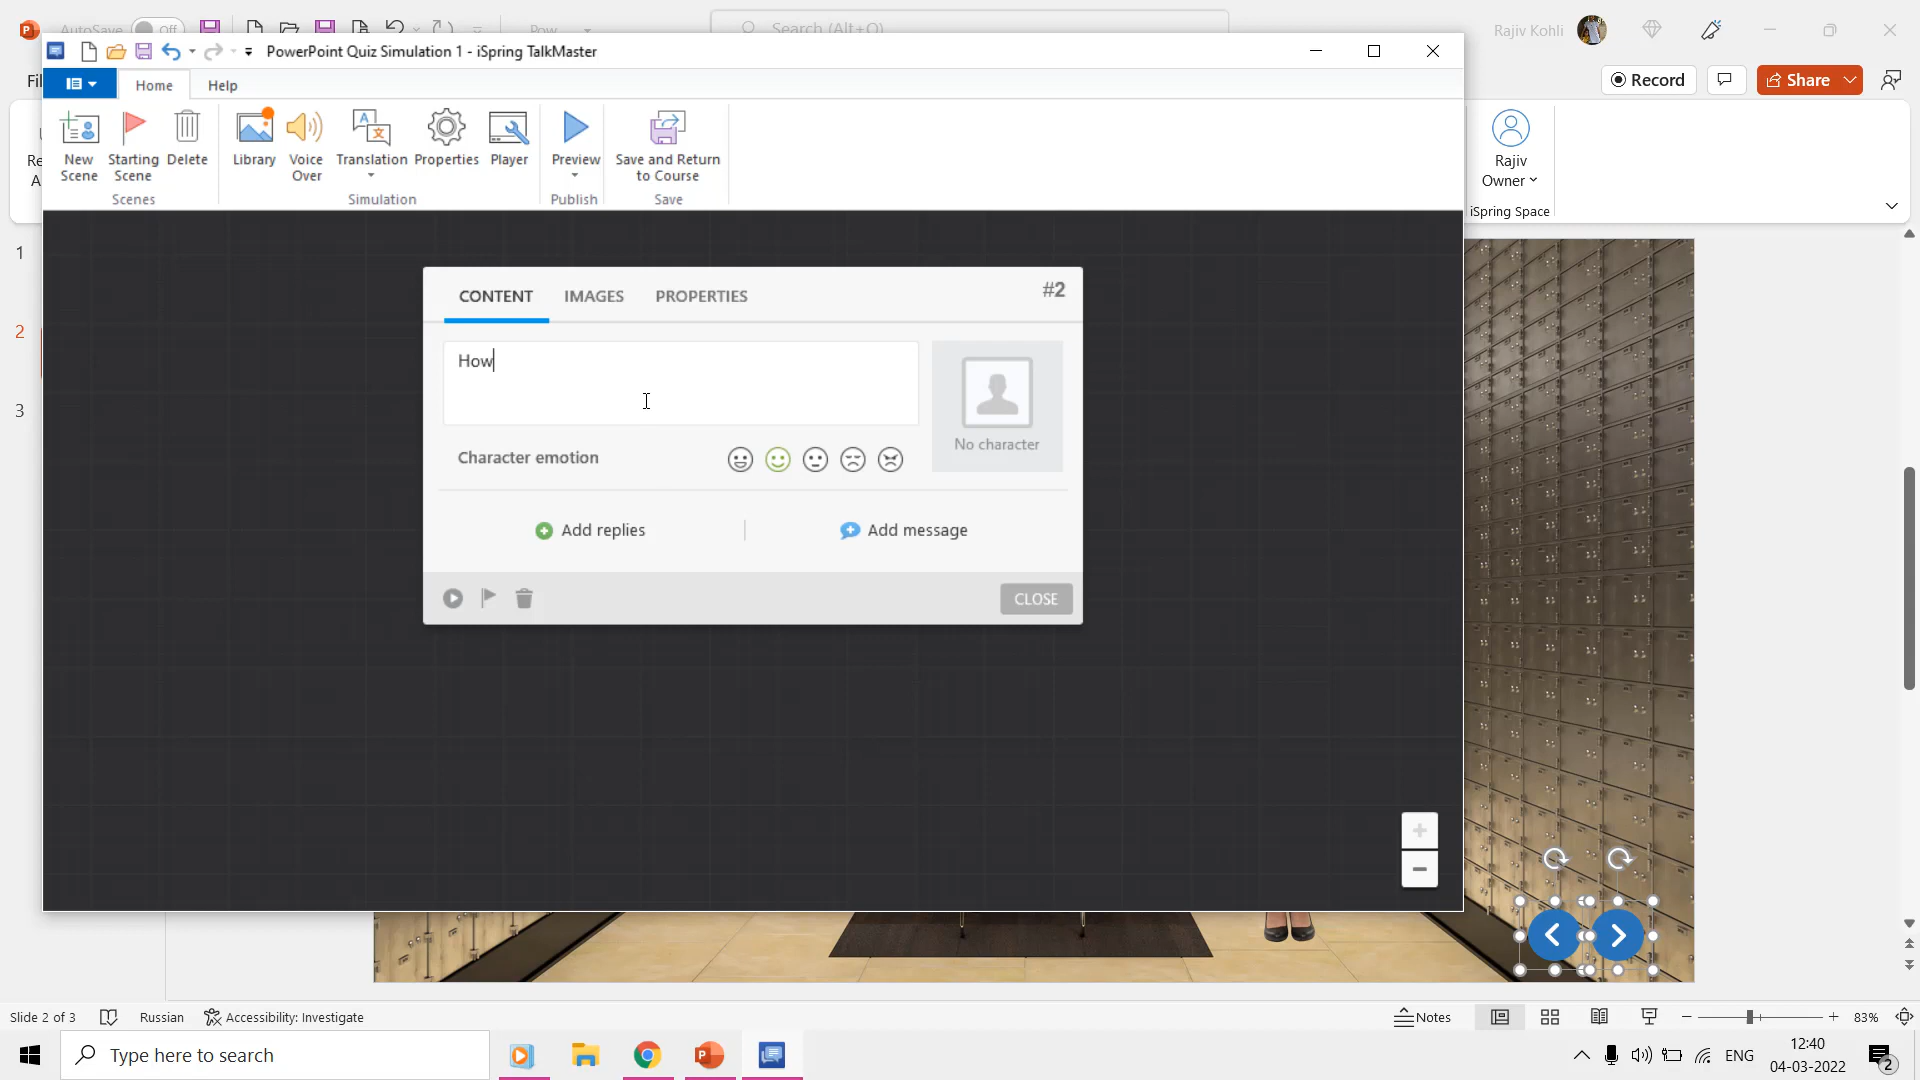 AutoSave Off
Pow
Search (Alt+Q)
Rajiv Kohli
PowerPoint Quiz Simulation 1 - iSpring TalkMaster
Home
Help
Record
Share
New Scene
Starting Scene
Delete
Library
Voice Over
Translation
Properties
Player
Preview
Save and Return to Course
Scenes
Simulation
Publish
Save
Rajiv
Owner
iSpring Space
1
2
3
CONTENT
IMAGES
PROPERTIES
#2
How
No character
Character emotion
Add replies
Add message
CLOSE
Slide 2 of 3
Russian
Accessibility: Investigate
Notes
83%
Type here to search
ENG
12:40
04-03-2022
2